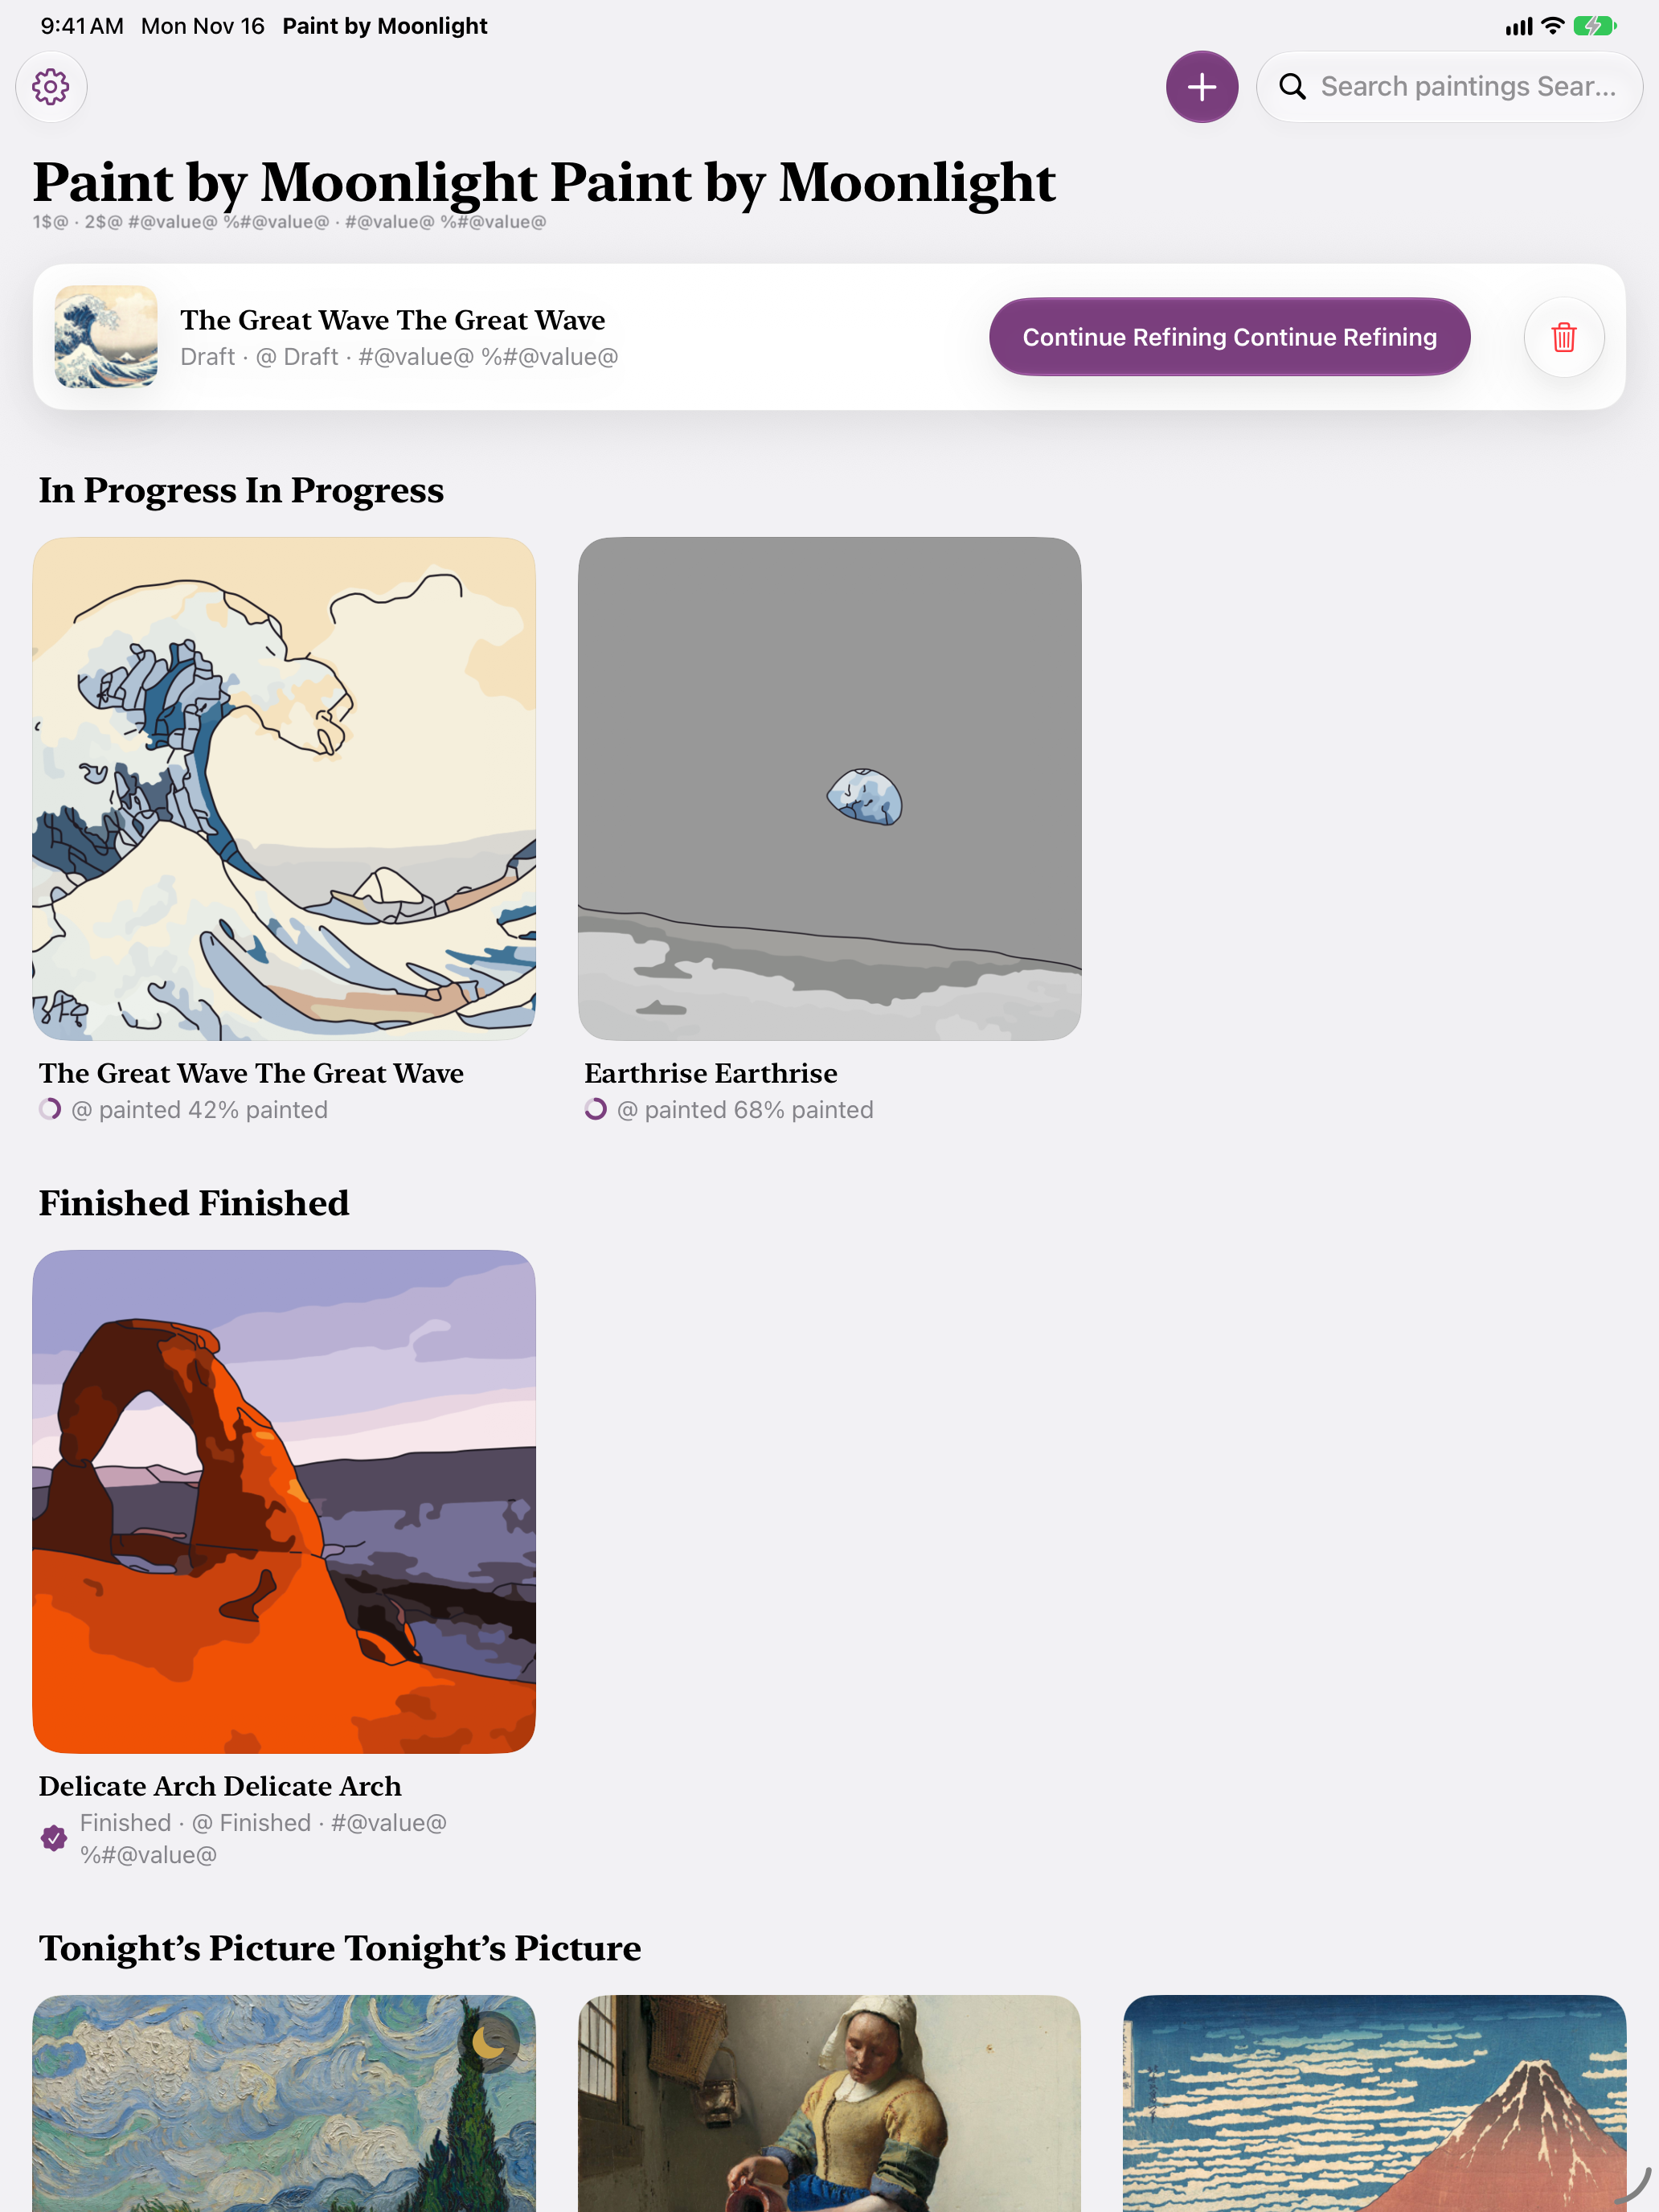 9:41 AM Mon Nov 16 Paint by Moonlight
Search paintings Sear...
Paint by Moonlight Paint by Moonlight
1$@ · 2$@ #@value@ %#@value@ · #@value@ %#@value@
The Great Wave The Great Wave
Draft · @ Draft · #@value@ %#@value@
Continue Refining Continue Refining
In Progress In Progress
The Great Wave The Great Wave
@ painted 42% painted
Earthrise Earthrise
@ painted 68% painted
Finished Finished
Delicate Arch Delicate Arch
Finished · @ Finished · #@value@
%#@value@
Tonight’s Picture Tonight’s Picture